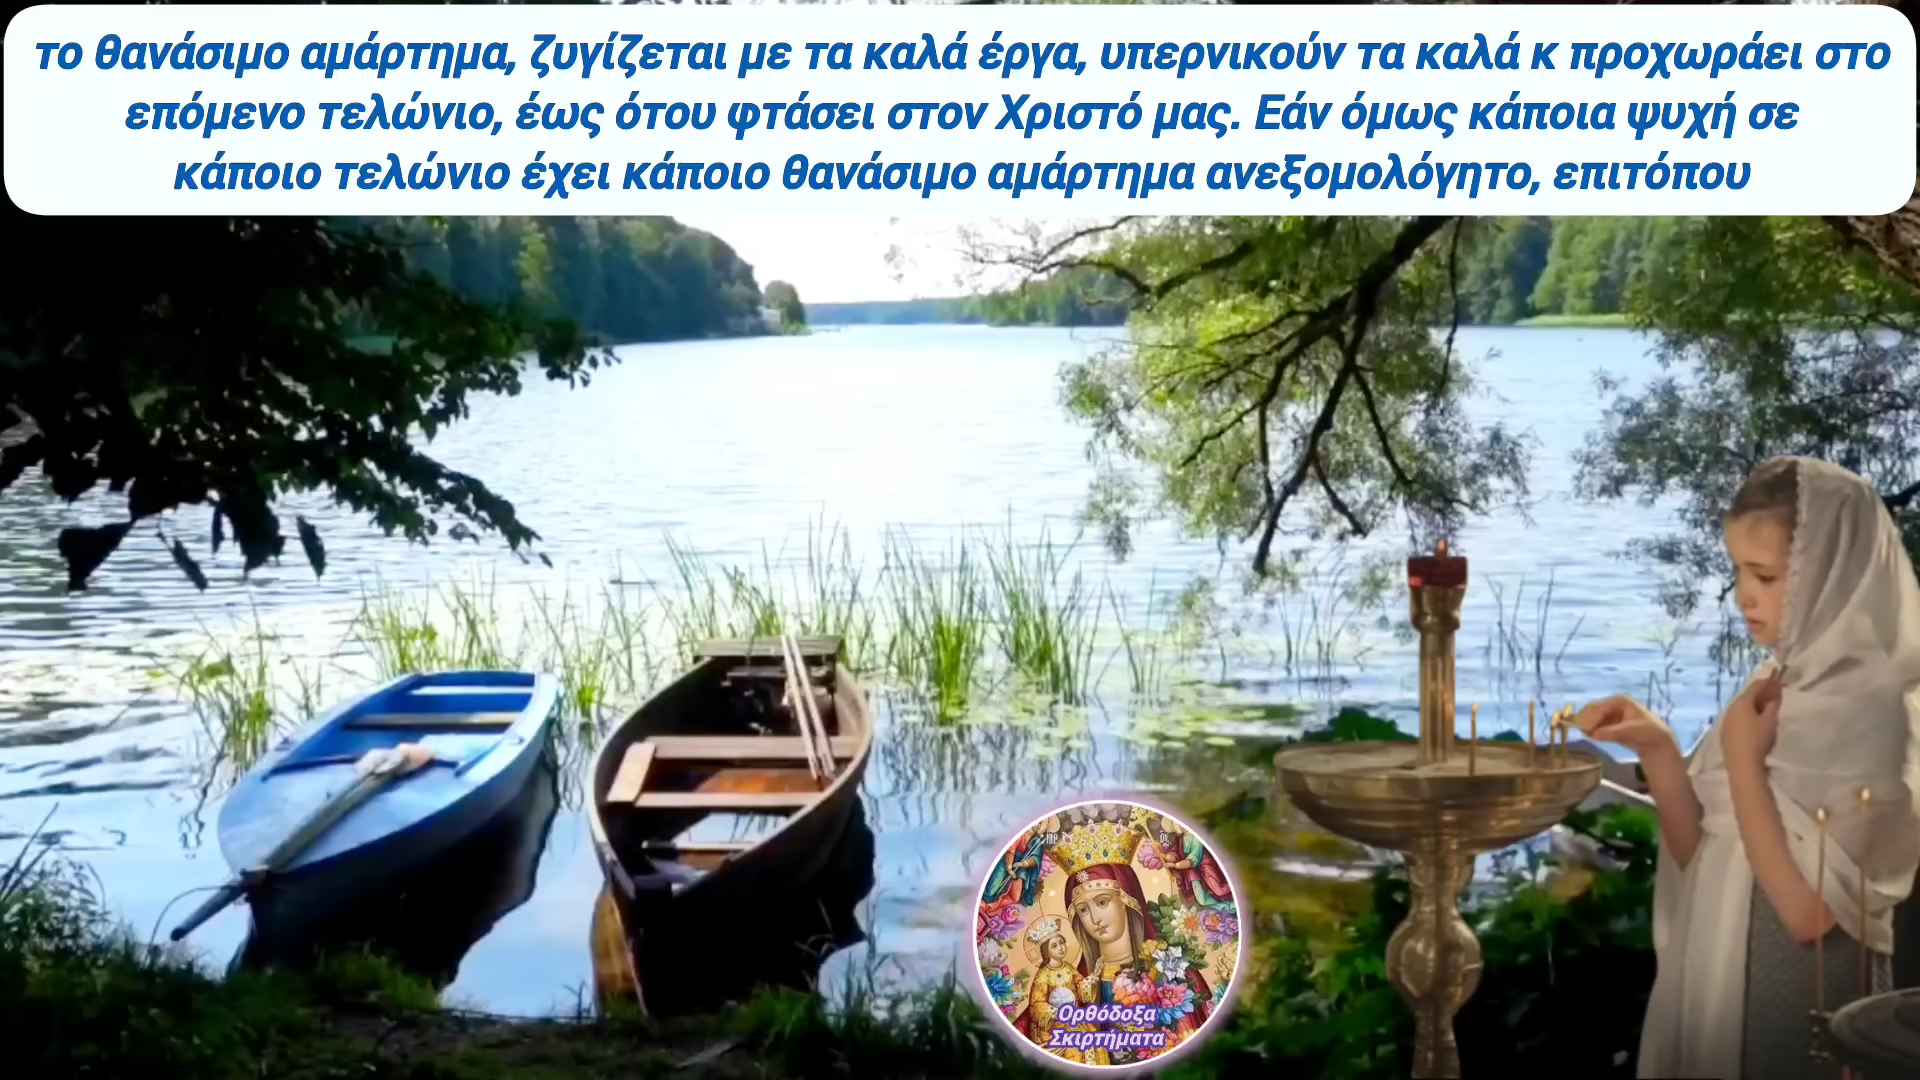 το θανάσιμο αμάρτημα, ζυγίζεται με τα καλά έργα, υπερνικούν τα καλά κ προχωράει στο
επόμενο τελώνιο, έως ότου φτάσει στον Χριστό μας. Εάν όμως κάποια ψυχή σε
κάποιο τελώνιο έχει κάποιο θανάσιμο αμάρτημα ανεξομολόγητο, επιτόπου
Ορθόδοξα
Σκιρτήματα